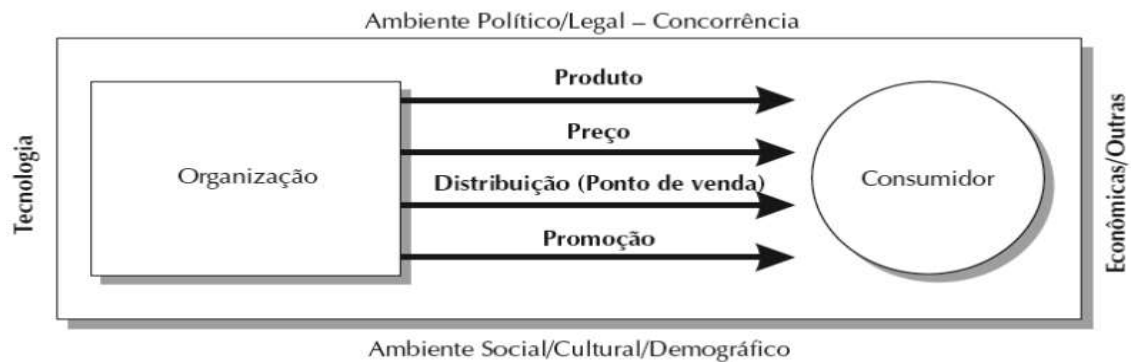 Ambiente Político/Legal – Concorrência
Tecnologia
Organização
Produto
Preço
Distribuição (Ponto de venda)
Promoção
Consumidor
Econômicas/Outras
Ambiente Social/Cultural/Demográfico